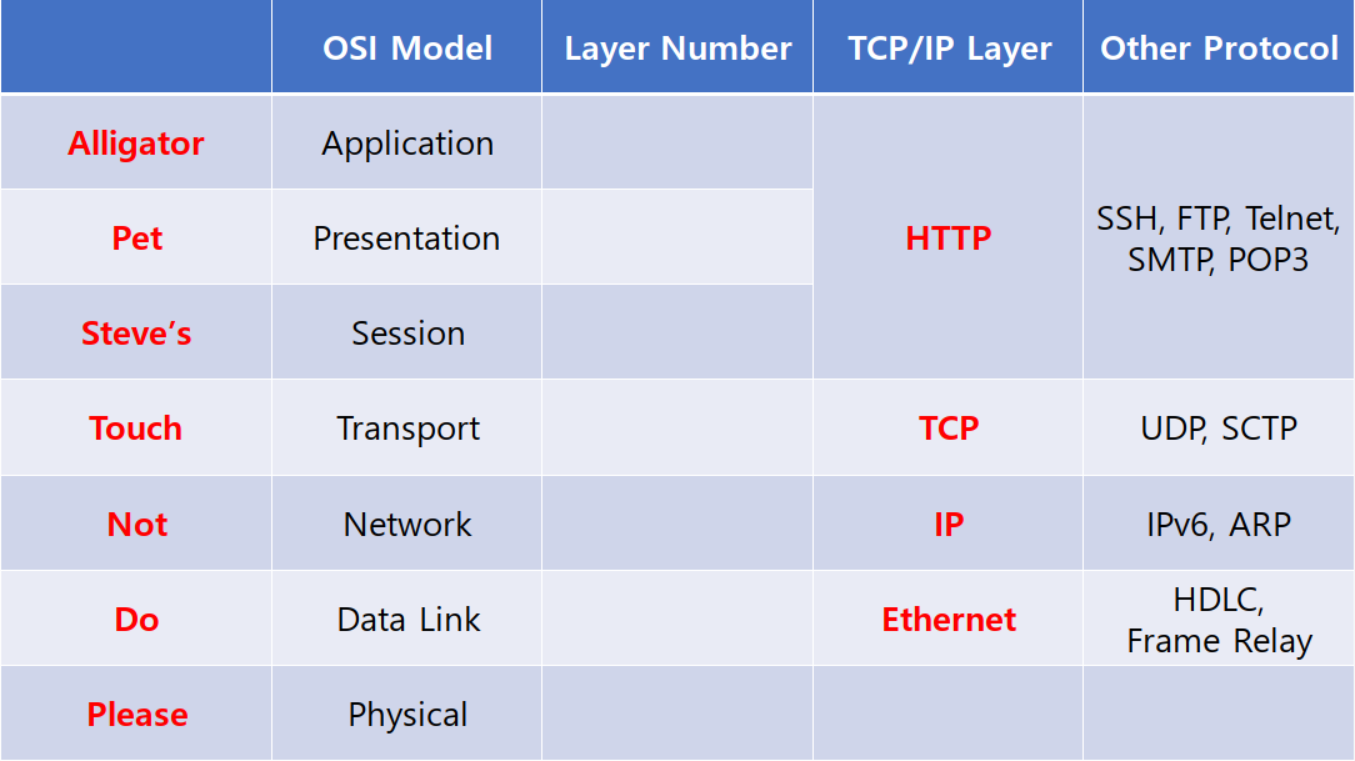 OSI Model Layer Number TCP/IP Layer Other Protocol
Alligator Application
Pet Presentation HTTP SSH, FTP, Telnet,
SMTP, POP3
Steve’s Session
Touch Transport TCP UDP, SCTP
Not Network IP IPv6, ARP
Do Data Link Ethernet HDLC,
Frame Relay
Please Physical